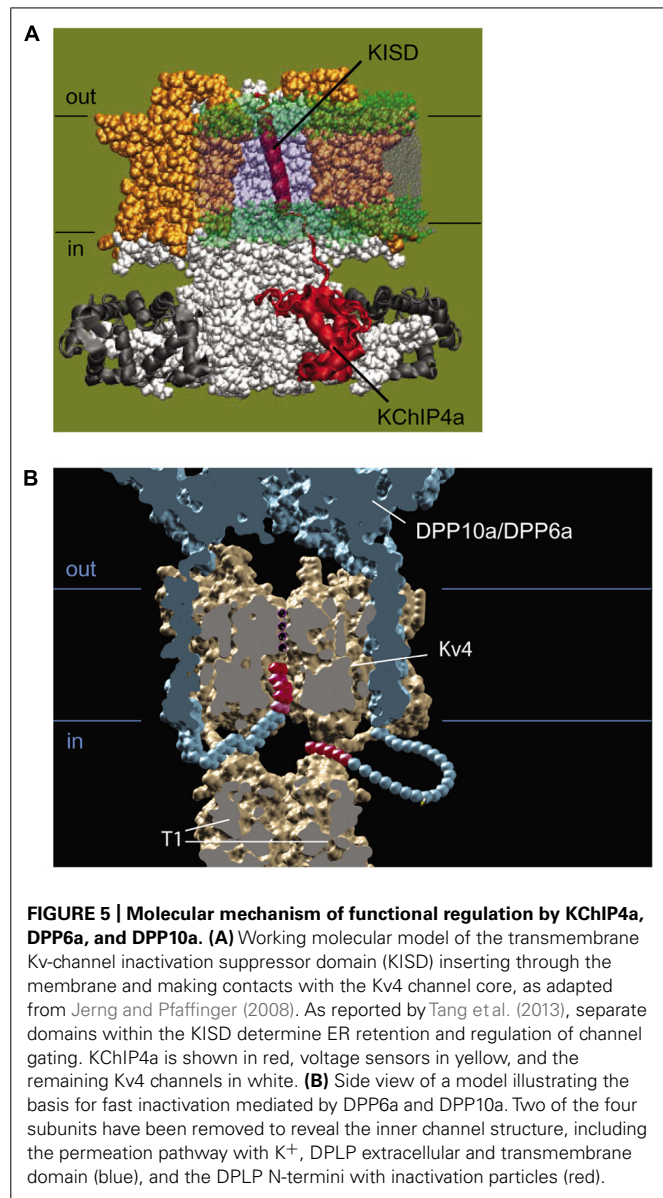 A
KISD
out
in
KChIP4a
B
DPP10a/DPP6a
out
Kv4
in
T1
FIGURE 5 | Molecular mechanism of functional regulation by KChIP4a,
DPP6a, and DPP10a. (A) Working molecular model of the transmembrane
Kv-channel inactivation suppressor domain (KISD) inserting through the
membrane and making contacts with the Kv4 channel core, as adapted
from Jerng and Pfaffinger (2008). As reported by Tang et al. (2013), separate
domains within the KISD determine ER retention and regulation of channel
gating. KChIP4a is shown in red, voltage sensors in yellow, and the
remaining Kv4 channels in white. (B) Side view of a model illustrating the
basis for fast inactivation mediated by DPP6a and DPP10a. Two of the four
subunits have been removed to reveal the inner channel structure, including
the permeation pathway with K+, DPLP extracellular and transmembrane
domain (blue), and the DPLP N-termini with inactivation particles (red).